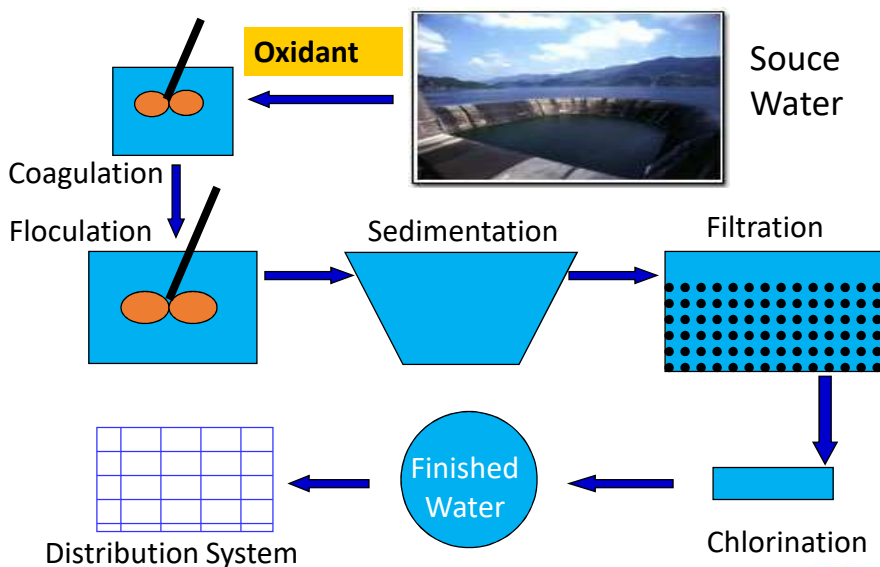 Oxidant
Souce
Water
Coagulation
Floculation
Sedimentation
Filtration
Finished
Water
Chlorination
Distribution System